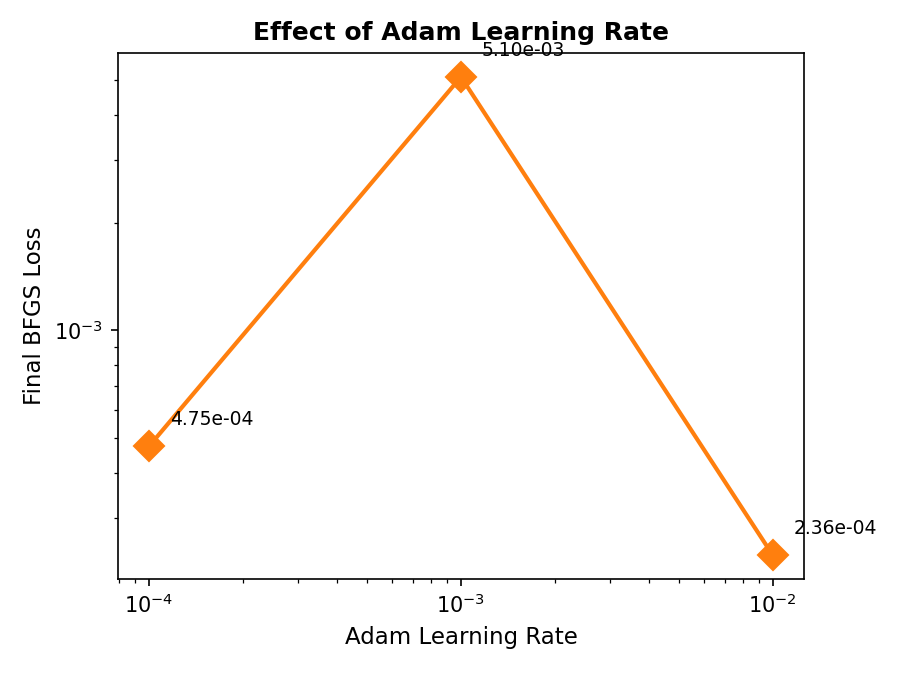 Effect of Adam Learning Rate
5.10e-03
Final BFGS Loss
10⁻³
4.75e-04
2.36e-04
10⁻⁴ 10⁻³ 10⁻²
Adam Learning Rate